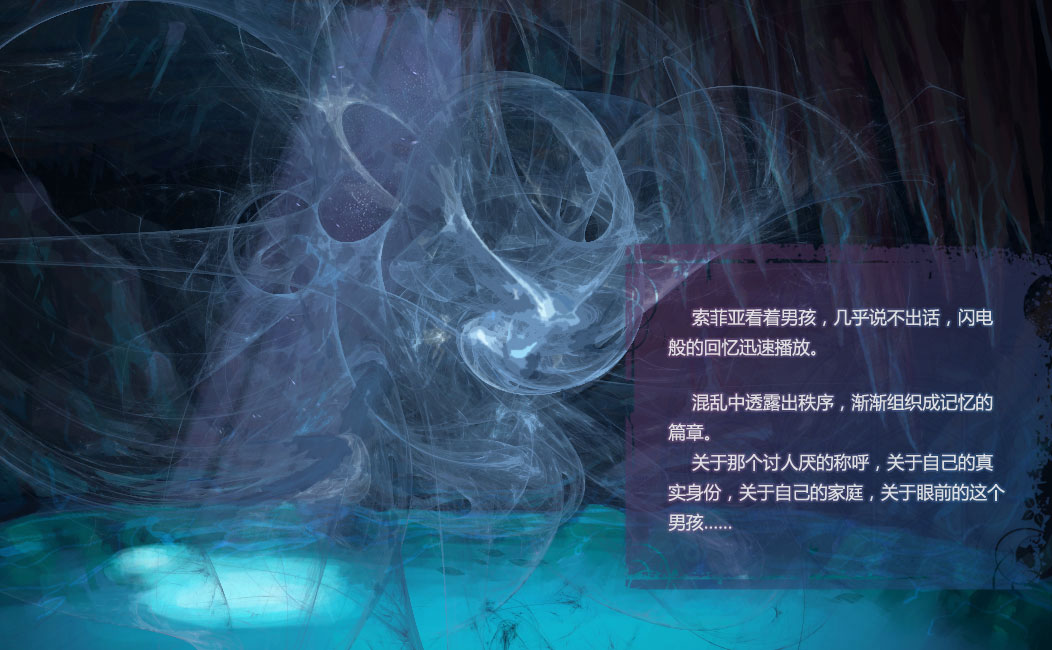 索菲亚看着男孩，几乎说不出话，闪电
般的回忆迅速播放。
混乱中透露出秩序，渐渐组织成记忆的
篇章。
关于那个讨人厌的称呼，关于自己的真
实身份，关于自己的家庭，关于眼前的这个
男孩……